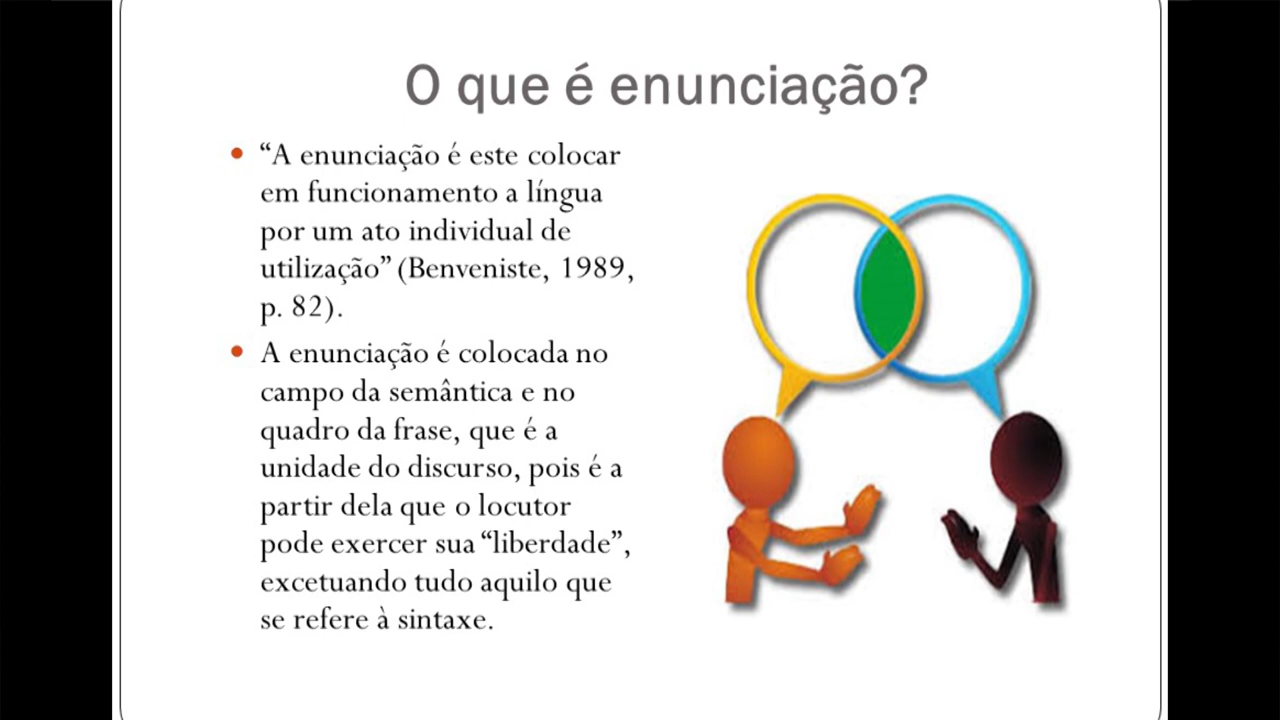 O que é enunciação?
• “A enunciação é este colocar
em funcionamento a língua
por um ato individual de
utilização” (Benveniste, 1989,
p. 82).
• A enunciação é colocada no
campo da semântica e no
quadro da frase, que é a
unidade do discurso, pois é a
partir dela que o locutor
pode exercer sua “liberdade”,
excetuando tudo aquilo que
se refere à sintaxe.